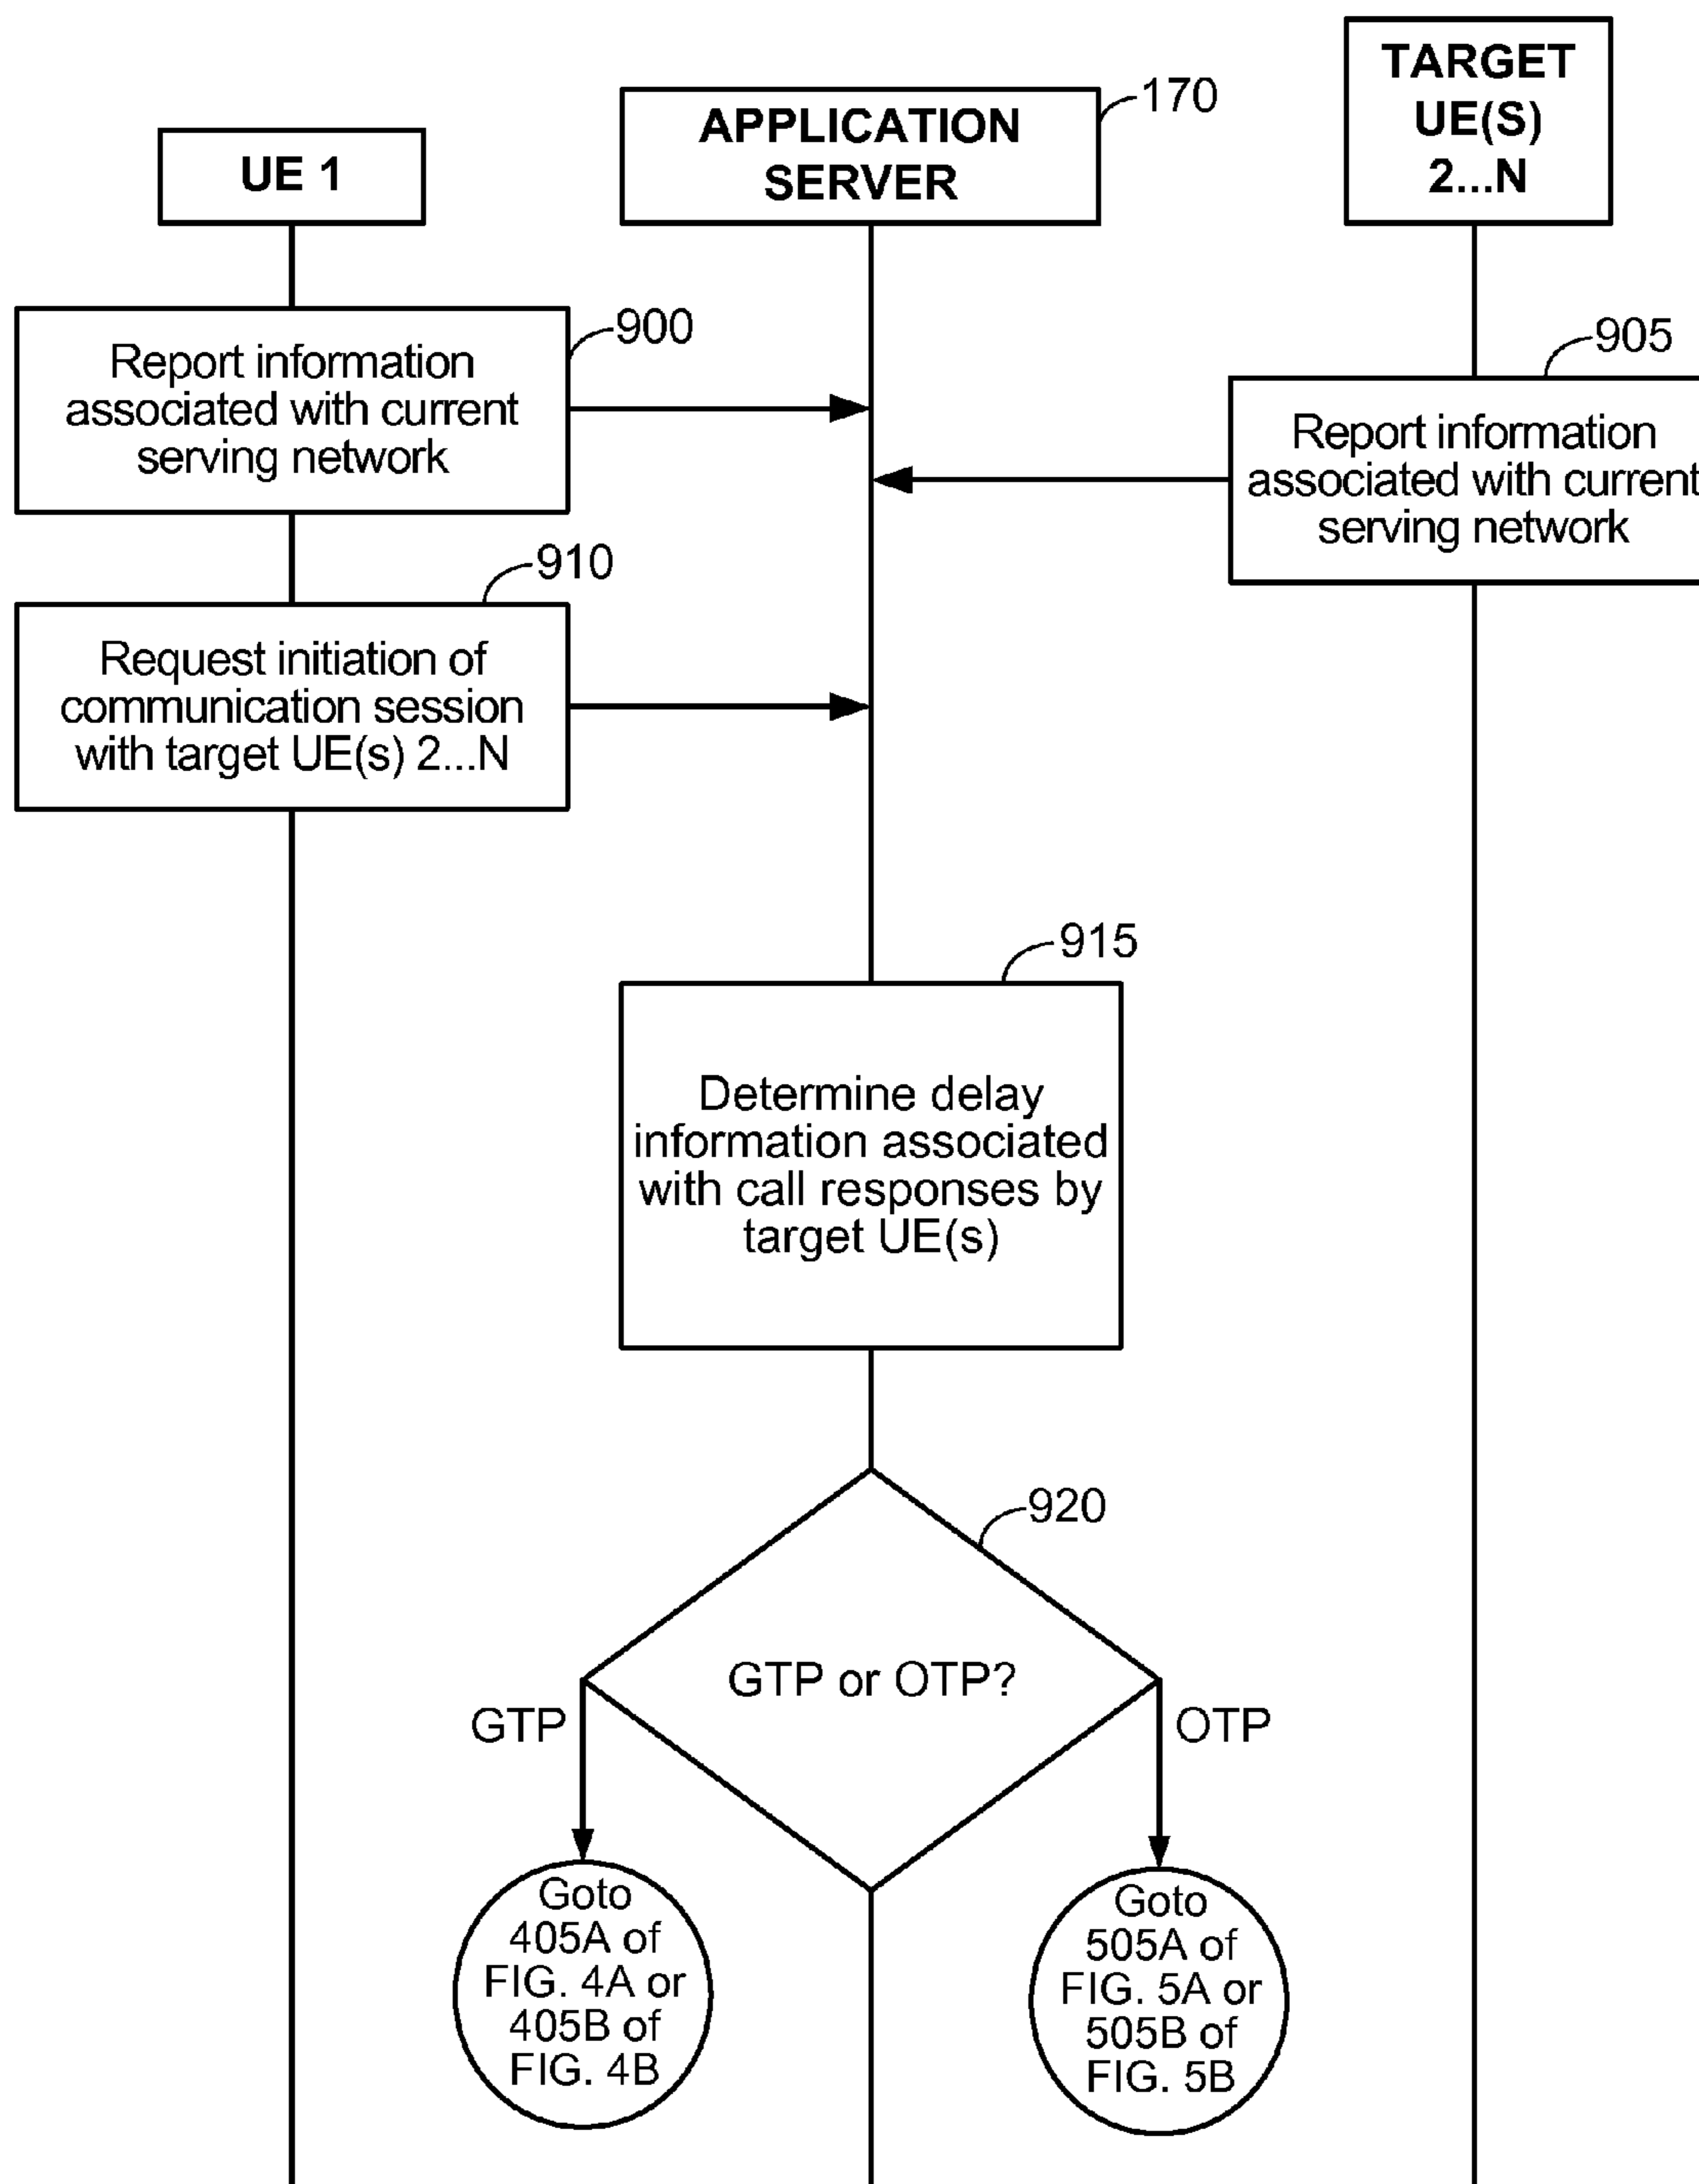 UE 1
APPLICATION
SERVER
170
TARGET
UE(S)
2...N
900
Report information
associated with current
serving network
905
Report information
associated with current
serving network
910
Request initiation of
communication session
with target UE(s) 2...N
915
Determine delay
information associated
with call responses by
target UE(s)
920
GTP or OTP?
GTP
OTP
Goto
405A of
FIG. 4A or
405B of
FIG. 4B
Goto
505A of
FIG. 5A or
505B of
FIG. 5B